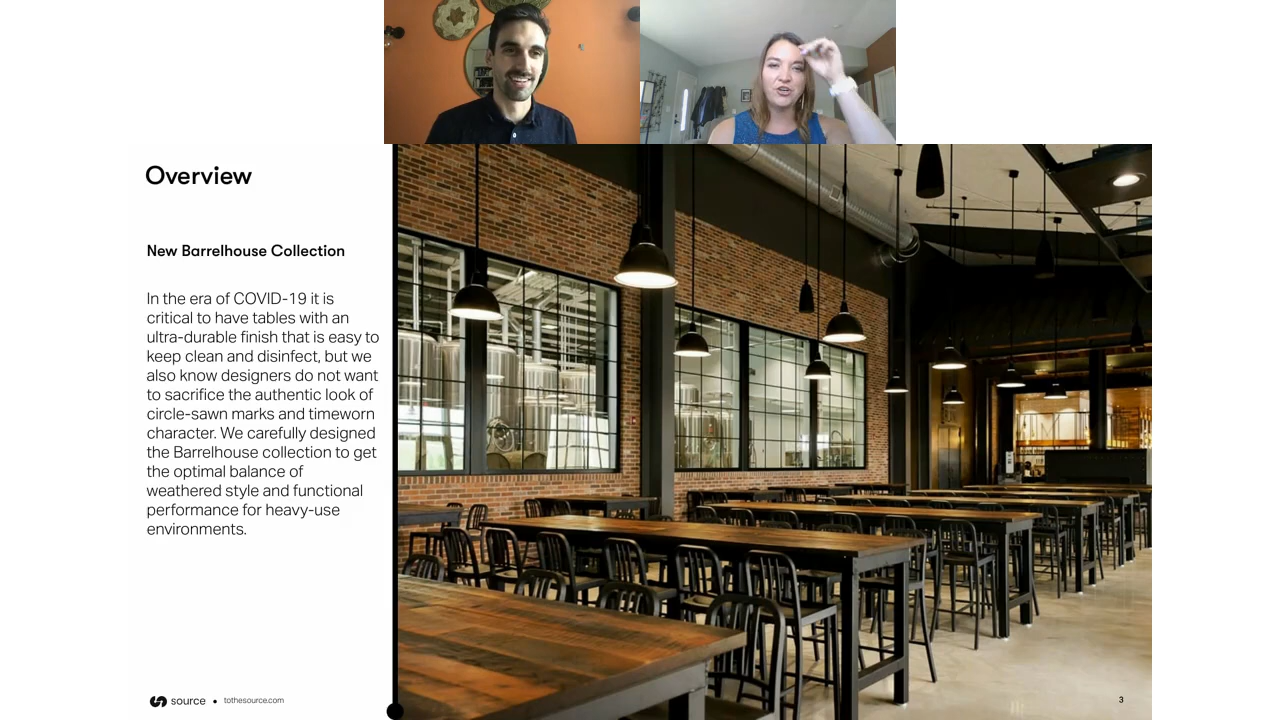 Overview
New Barrelhouse Collection
In the era of COVID-19 it is
critical to have tables with an
ultra-durable finish that is easy to
keep clean and disinfect, but we
also know designers do not want
to sacrifice the authentic look of
circle-sawn marks and timeworn
character. We carefully designed
the Barrelhouse collection to get
the optimal balance of
weathered style and functional
performance for heavy-use
environments.
source • tothesource.com
3